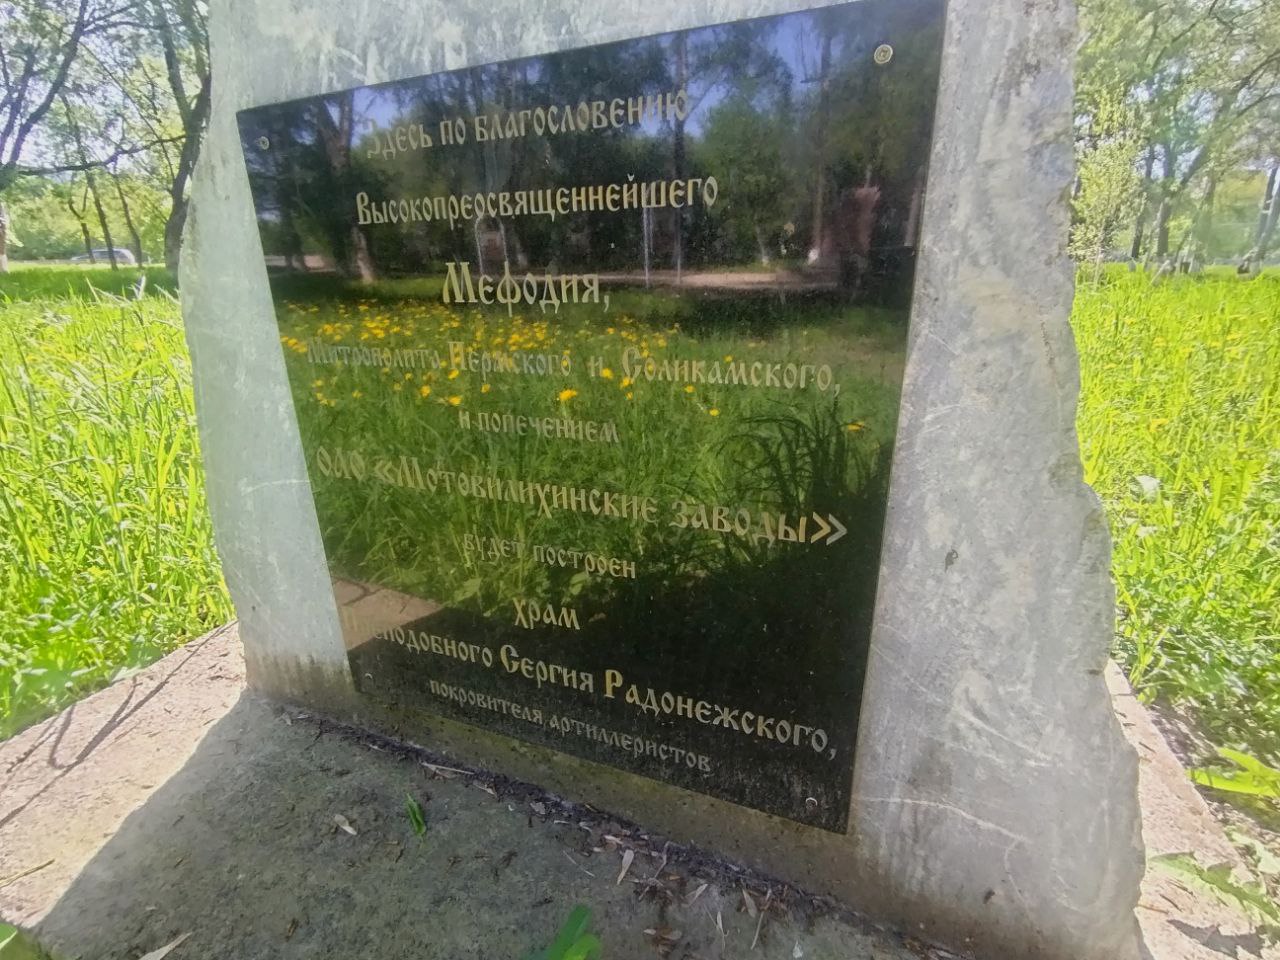 Здесь по благословению
Высокопреосвященнейшего
Мефодия,
Митрополита Пермского и Соликамского,
и попечением
ОАО «Мотовилихинские заводы»
будет построен
храм
Преподобного Сергия Радонежского,
покровителя артиллеристов